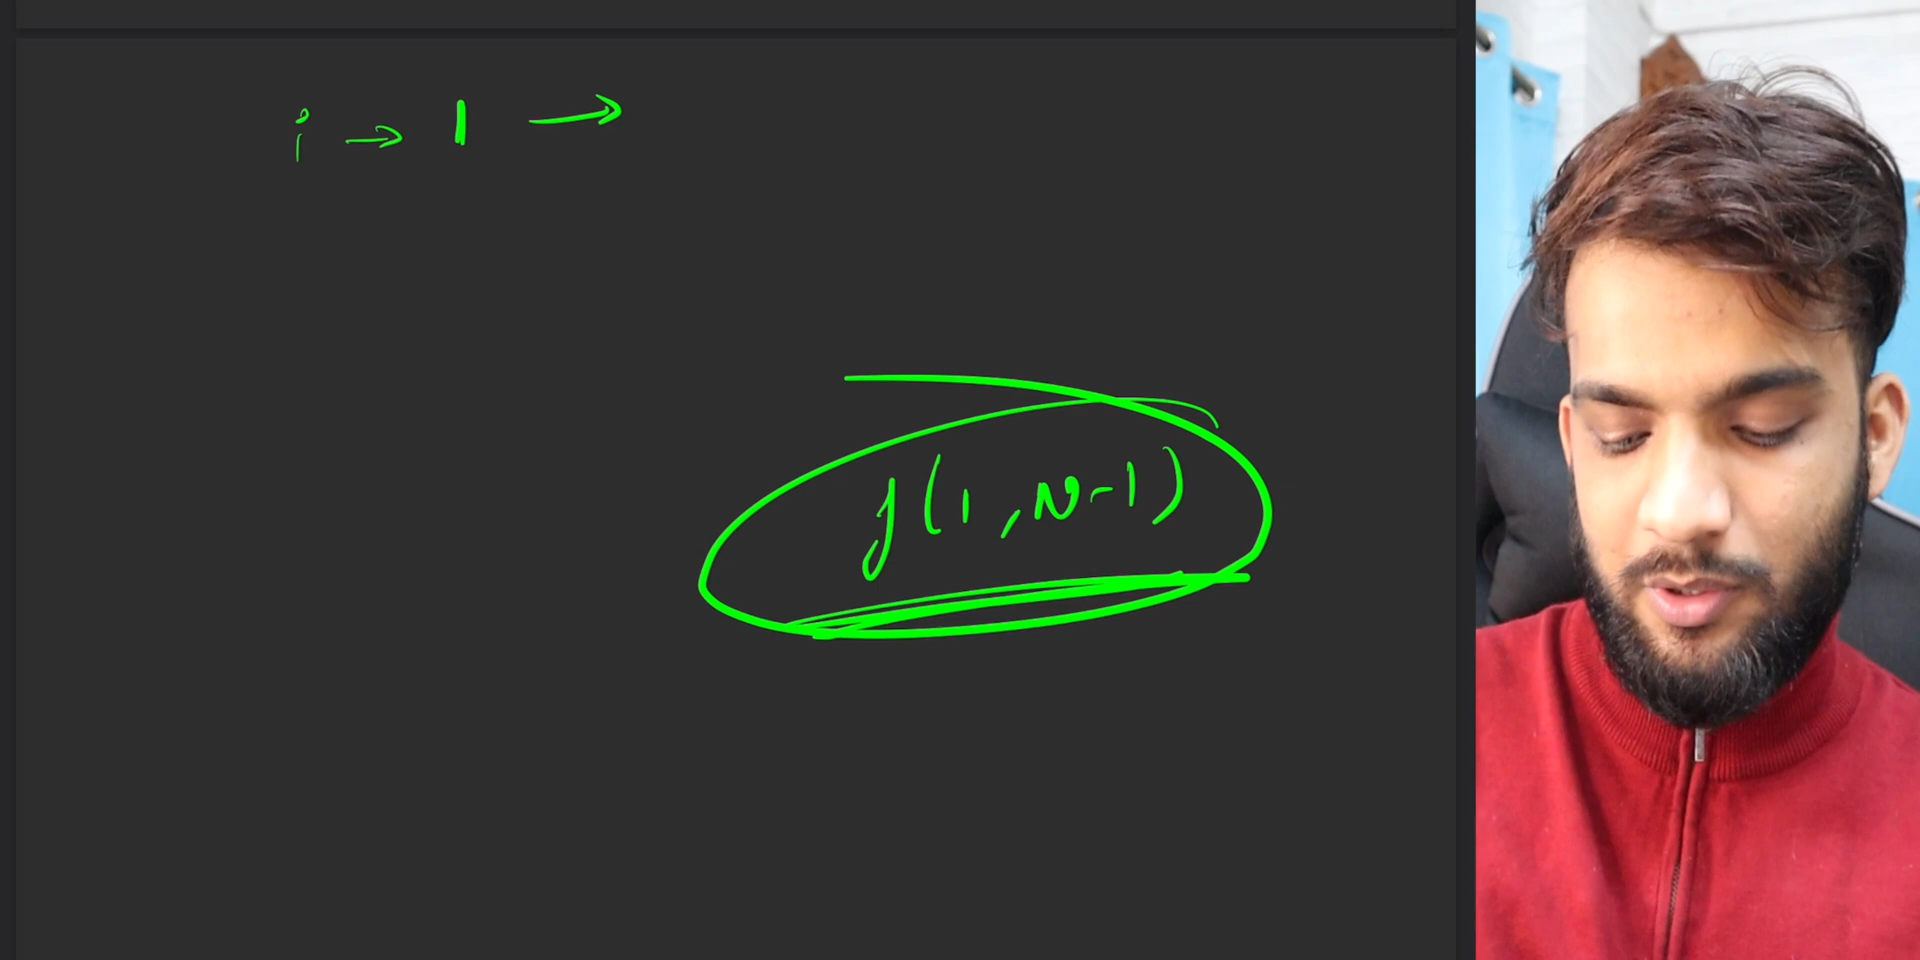 i → 1 →
f(1, N-1)